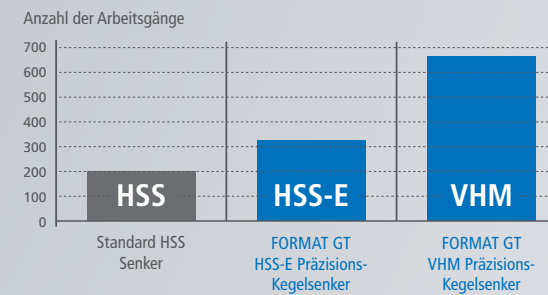 Anzahl der Arbeitsgänge
700
600
500
400
300
200
100
0
HSS
HSS-E
VHM
Standard HSS
Senker
FORMAT GT
HSS-E Präzisions-
Kegelsenker
FORMAT GT
VHM Präzisions-
Kegelsenker